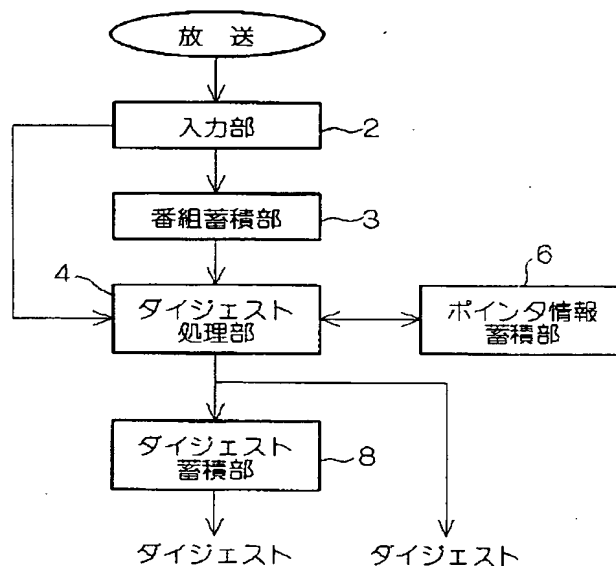 放 送
入力部
2
番組蓄積部
3
4
6
ダイジェスト
処理部
ポインタ情報
蓄積部
ダイジェスト
蓄積部
8
ダイジェスト ダイジェスト